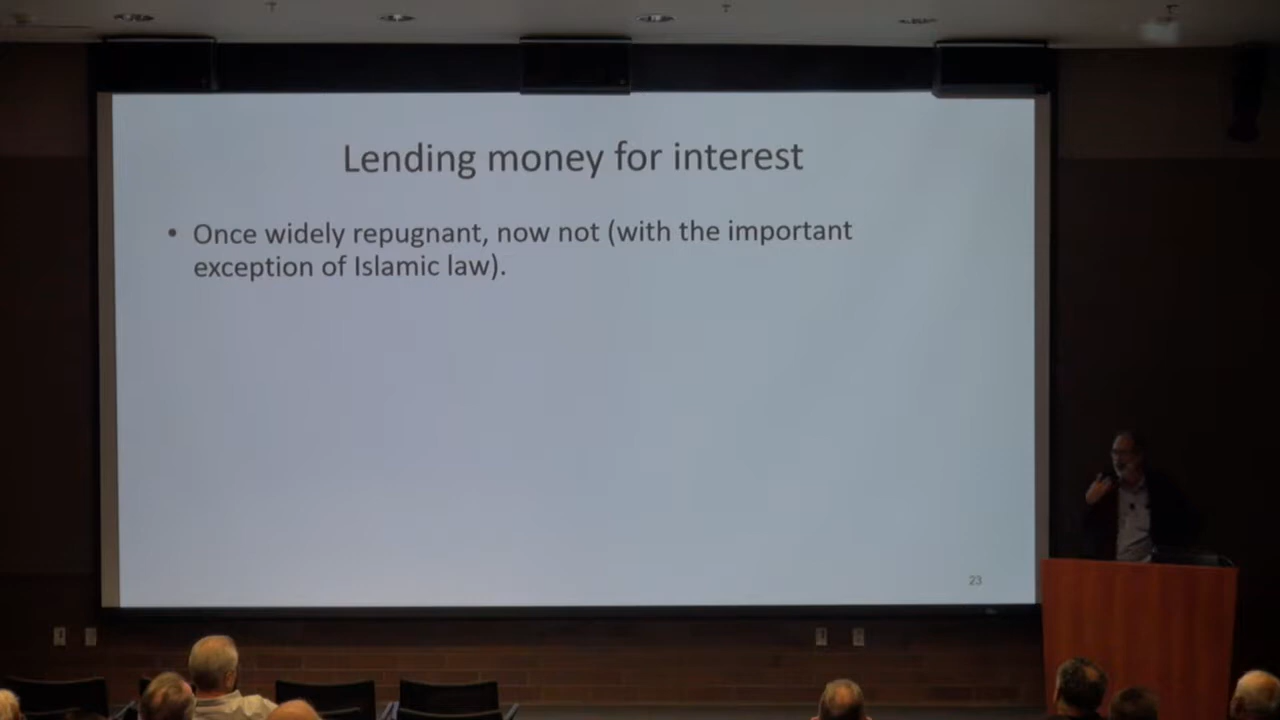 Lending money for interest
• Once widely repugnant, now not (with the important
exception of Islamic law).
23